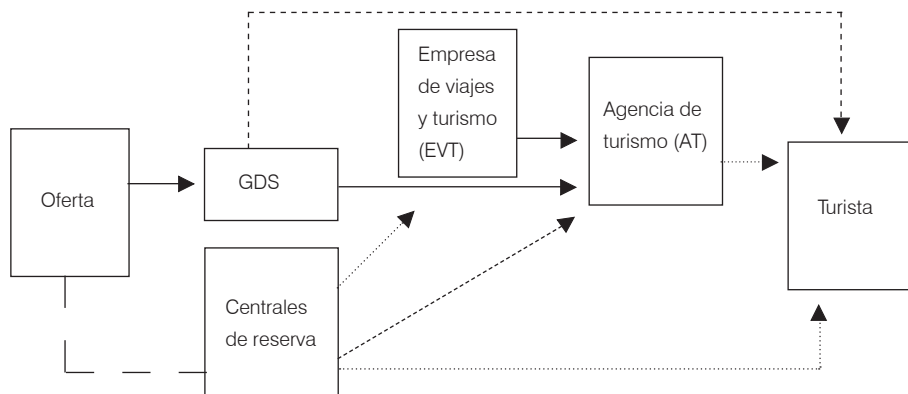 Empresa
de viajes
y turismo
(EVT)
Agencia de
turismo (AT)
Oferta
GDS
Turista
Centrales
de reserva